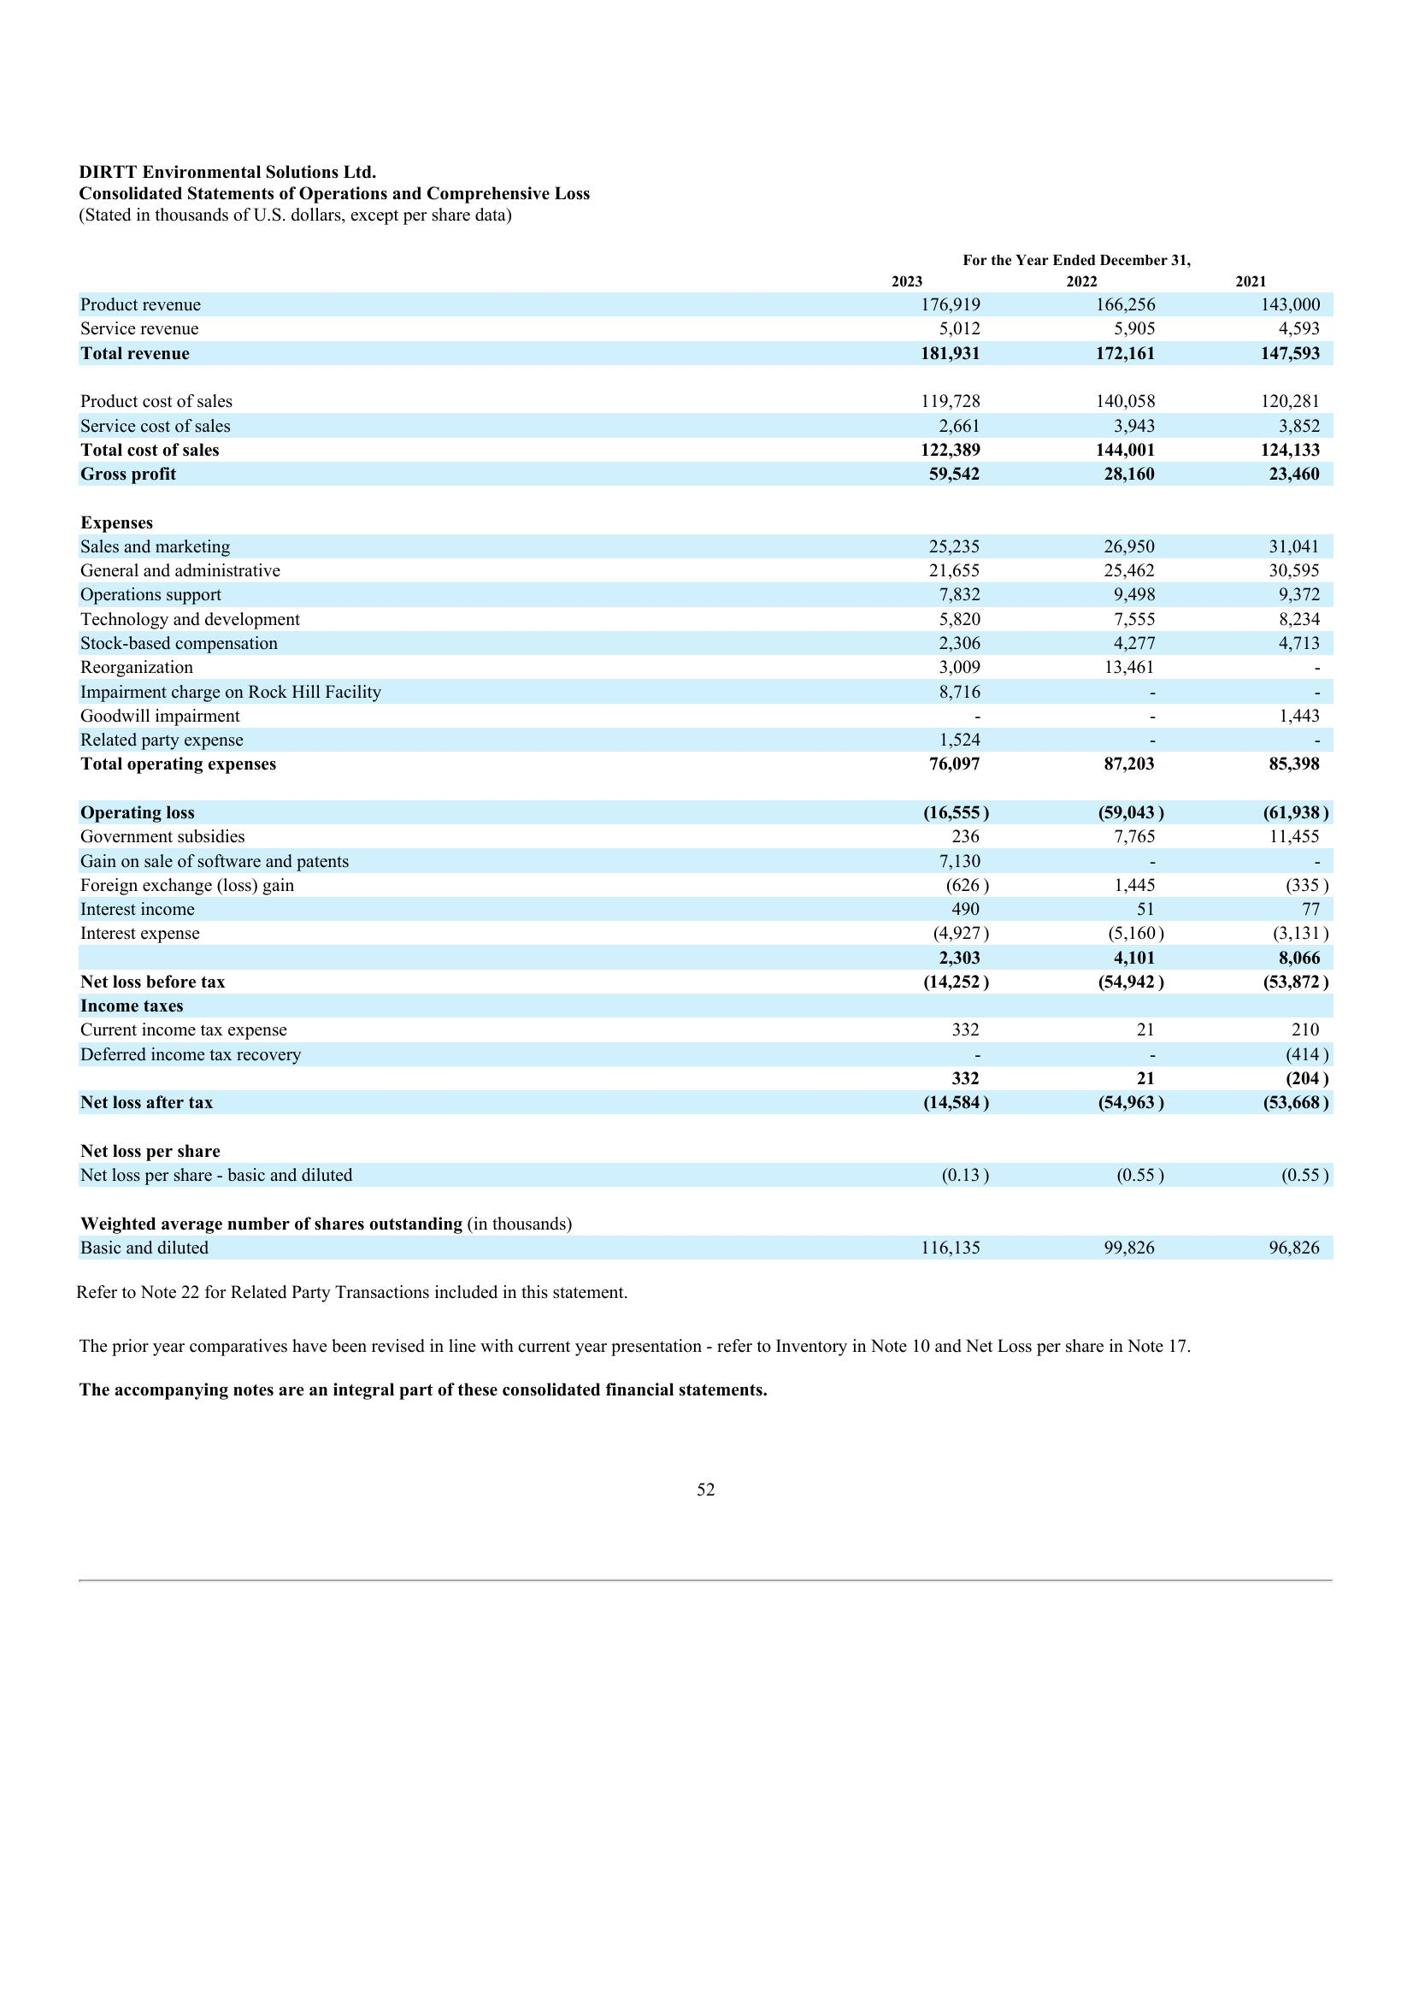 DIRTT Environmental Solutions Ltd.
Consolidated Statements of Operations and Comprehensive Loss
(Stated in thousands of U.S. dollars, except per share data)
For the Year Ended December 31,
2023 2022 2021
Product revenue 176,919 166,256 143,000
Service revenue 5,012 5,905 4,593
Total revenue 181,931 172,161 147,593
Product cost of sales 119,728 140,058 120,281
Service cost of sales 2,661 3,943 3,852
Total cost of sales 122,389 144,001 124,133
Gross profit 59,542 28,160 23,460
Expenses
Sales and marketing 25,235 26,950 31,041
General and administrative 21,655 25,462 30,595
Operations support 7,832 9,498 9,372
Technology and development 5,820 7,555 8,234
Stock-based compensation 2,306 4,277 4,713
Reorganization 3,009 13,461 -
Impairment charge on Rock Hill Facility 8,716 - -
Goodwill impairment - - 1,443
Related party expense 1,524 - -
Total operating expenses 76,097 87,203 85,398
Operating loss (16,555 ) (59,043 ) (61,938 )
Government subsidies 236 7,765 11,455
Gain on sale of software and patents 7,130 - -
Foreign exchange (loss) gain (626 ) 1,445 (335 )
Interest income 490 51 77
Interest expense (4,927 ) (5,160 ) (3,131 )
2,303 4,101 8,066
Net loss before tax (14,252 ) (54,942 ) (53,872 )
Income taxes
Current income tax expense 332 21 210
Deferred income tax recovery - - (414 )
332 21 (204 )
Net loss after tax (14,584 ) (54,963 ) (53,668 )
Net loss per share
Net loss per share - basic and diluted (0.13 ) (0.55 ) (0.55 )
Weighted average number of shares outstanding (in thousands)
Basic and diluted 116,135 99,826 96,826
Refer to Note 22 for Related Party Transactions included in this statement.
The prior year comparatives have been revised in line with current year presentation - refer to Inventory in Note 10 and Net Loss per share in Note 17.
The accompanying notes are an integral part of these consolidated financial statements.
52